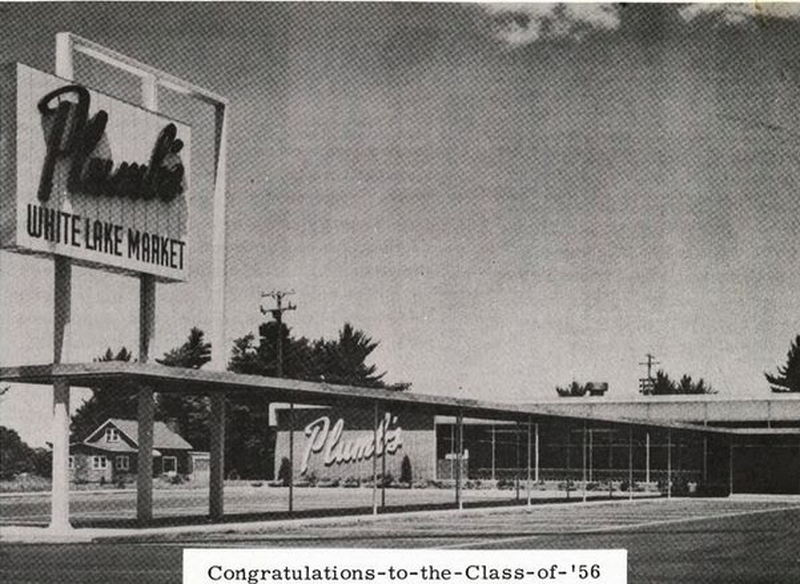 Plumb's
WHITE LAKE MARKET
Plumb's
Congratulations-to-the-Class-of-'56